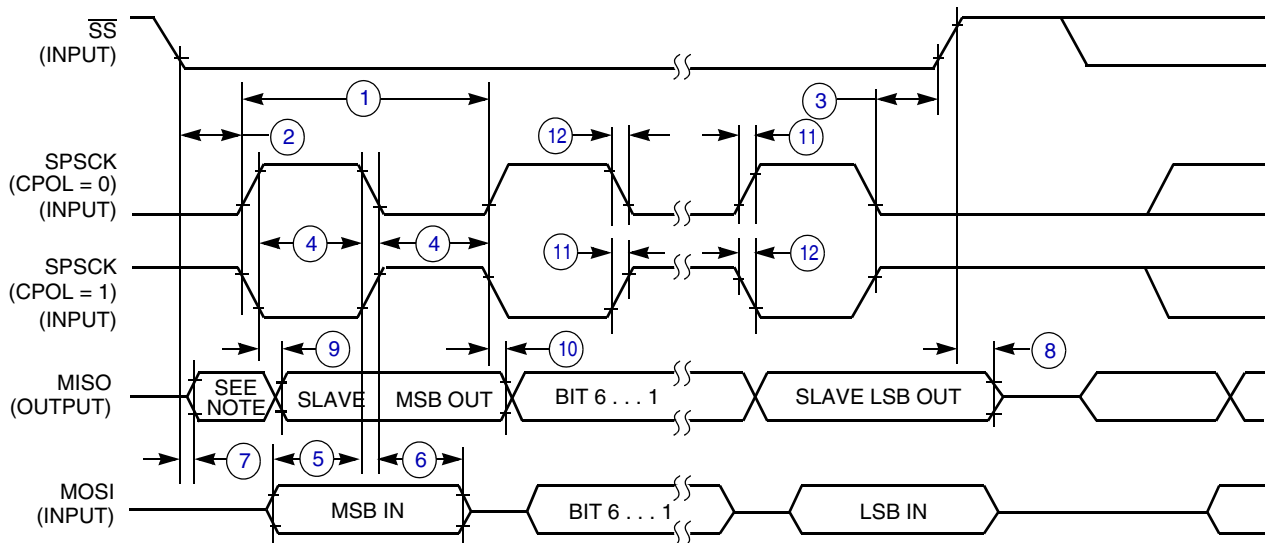 SS
(INPUT)
1
3
2
12
11
SPSCK
(CPOL = 0)
(INPUT)
4
4
11
12
SPSCK
(CPOL = 1)
(INPUT)
9
10
8
MISO
(OUTPUT)
SEE
NOTE
SLAVE
MSB OUT
BIT 6 . . . 1
SLAVE LSB OUT
7
5
6
MOSI
(INPUT)
MSB IN
BIT 6 . . . 1
LSB IN